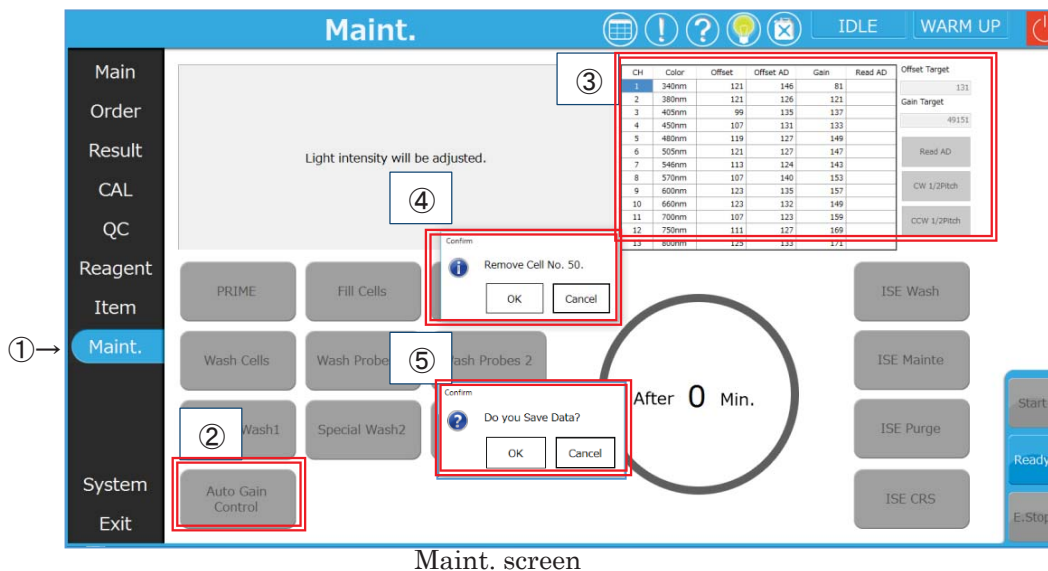 Maint.
IDLE
WARM UP
Main
Order
Result
CAL
QC
Reagent
Item
①→
Maint.
System
Exit
Light intensity will be adjusted.
③
CH Color Offset Offset AD Gain Read AD
1 340nm 121 146 81
2 380nm 121 126 121
3 405nm 99 135 137
4 450nm 107 131 133
5 480nm 119 127 149
6 505nm 121 127 147
7 546nm 113 124 143
8 570nm 107 140 153
9 600nm 123 135 157
10 660nm 123 132 149
11 700nm 107 123 159
12 750nm 111 127 169
13 800nm 125 133 171
Offset Target
131
Gain Target
49151
Read AD
CW 1/2Pitch
CCW 1/2Pitch
④
Confirm
Remove Cell No. 50.
OK Cancel
PRIME
Fill Cells
ISE Wash
Wash Cells
Wash Probe
⑤
ash Probes 2
ISE Mainte
Confirm
Do you Save Data?
OK Cancel
After 0 Min.
②
Wash1
Special Wash2
ISE Purge
Auto Gain
Control
ISE CRS
Start
Ready
E.Stop
Maint. screen